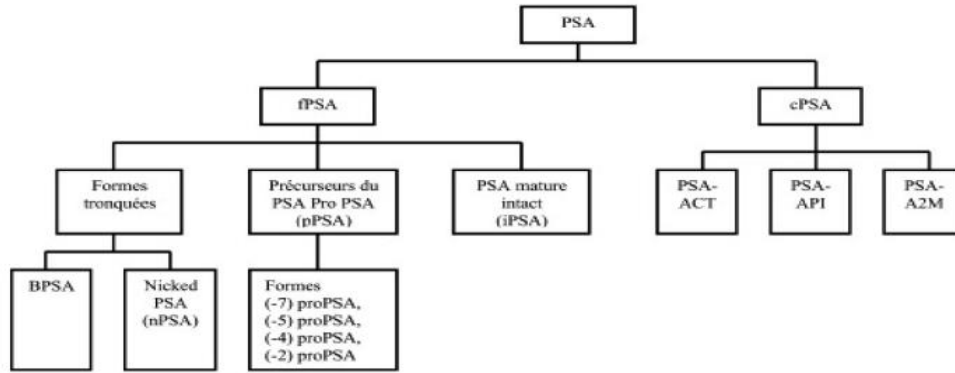 PSA
fPSA
cPSA
Formes
tronquées
Précurseurs du
PSA Pro PSA
(pPSA)
PSA mature
intact
(iPSA)
PSA-
ACT
PSA-
API
PSA-
A2M
BPSA
Nicked
PSA
(nPSA)
Formes
(-7) proPSA,
(-5) proPSA,
(-4) proPSA,
(-2) proPSA